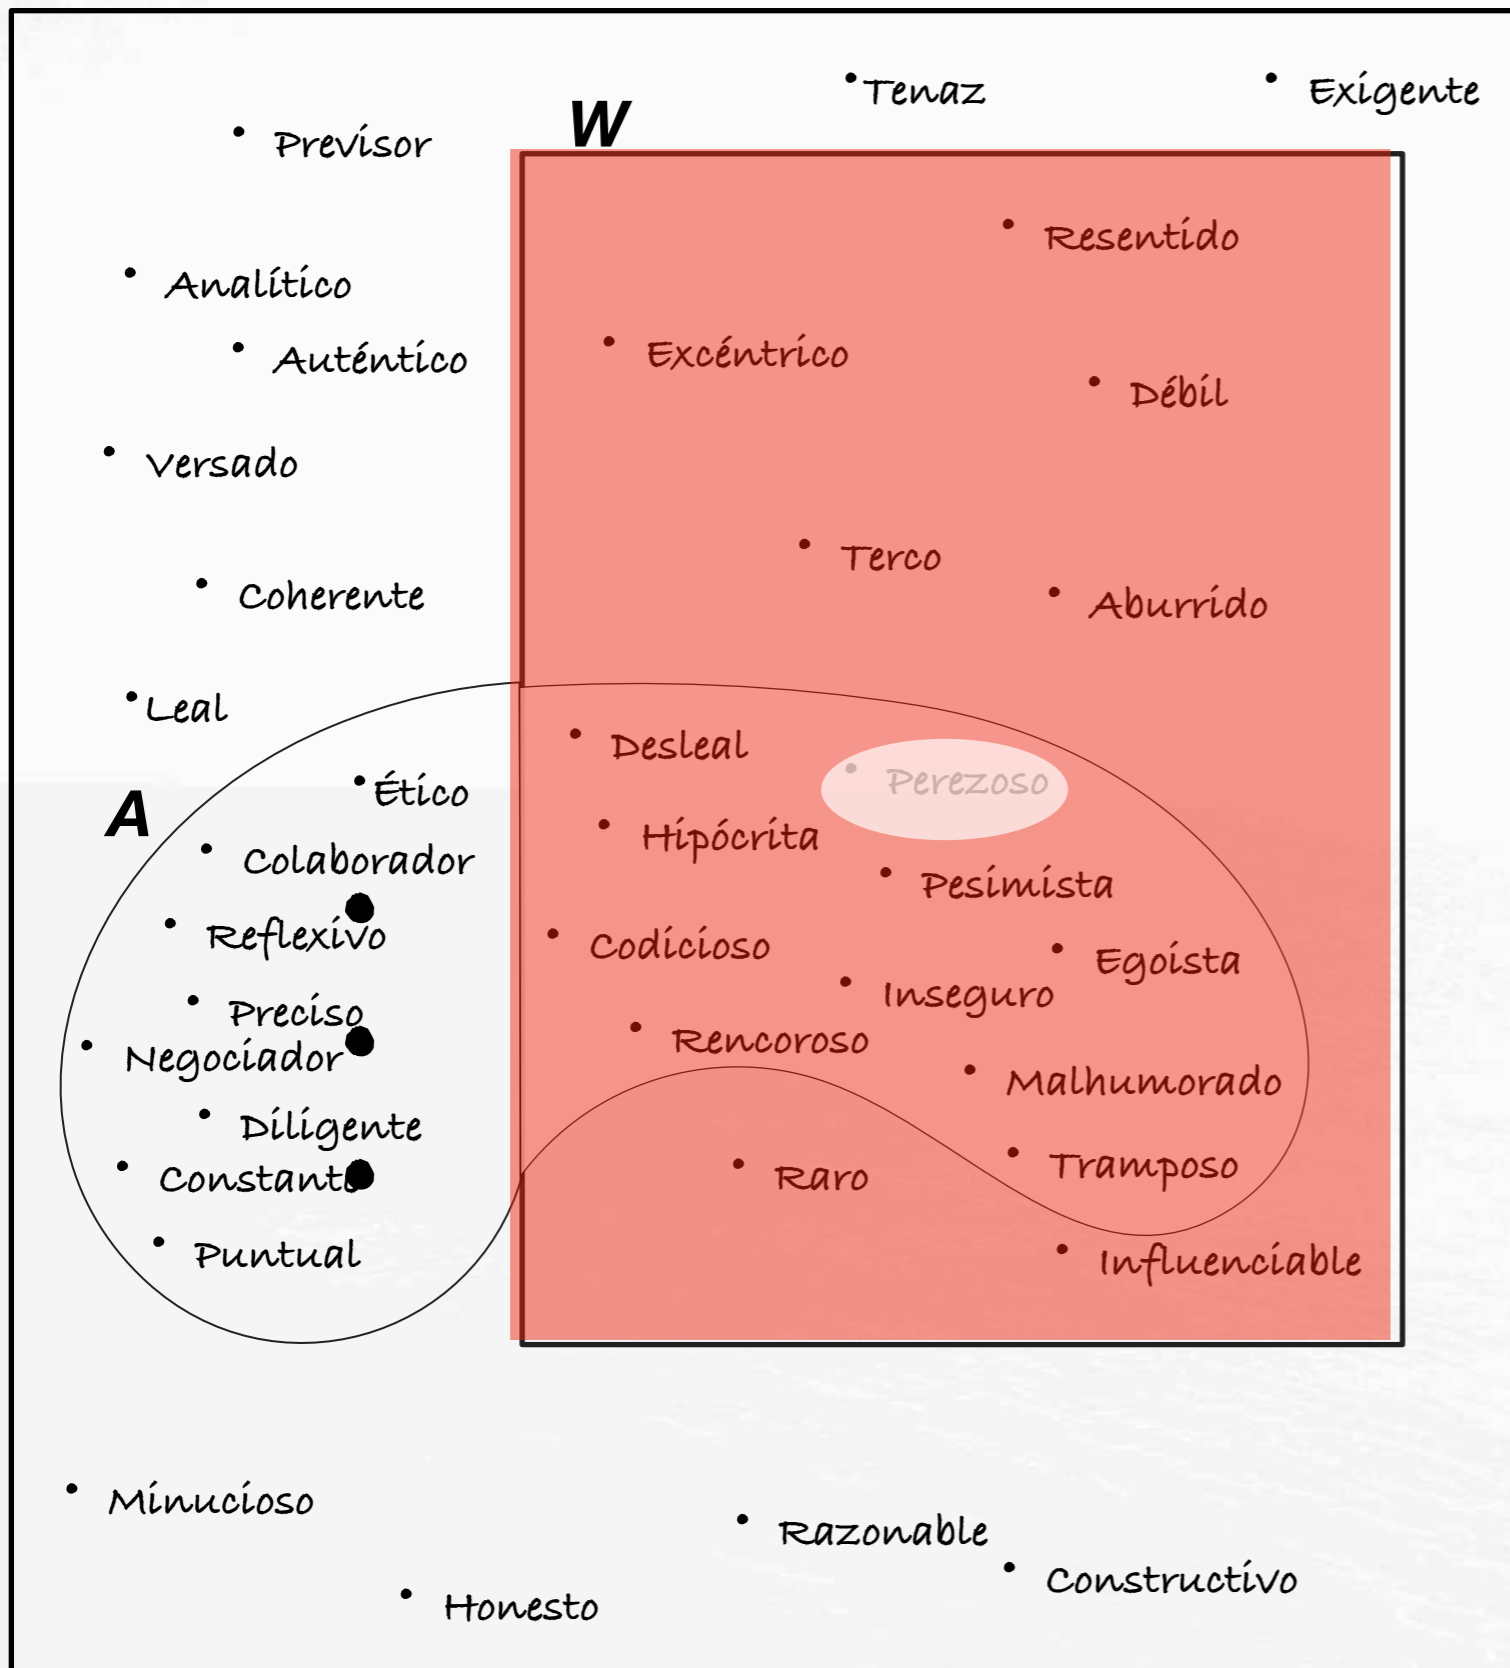 Tenaz
Exigente
W
Previsor
Resentido
Analítico
Excéntrico
Auténtico
Débil
Versado
Terco
Coherente
Aburrido
Leal
Desleal
Perezoso
Ético
A
Hipócrita
Colaborador
Pesimista
Reflexivo
Codicioso
Egoísta
Inseguro
Preciso
Rencoroso
Negociador
Malhumorado
Diligente
Tramposo
Constante
Raro
Puntual
Influenciable
Minucioso
Razonable
Constructivo
Honesto